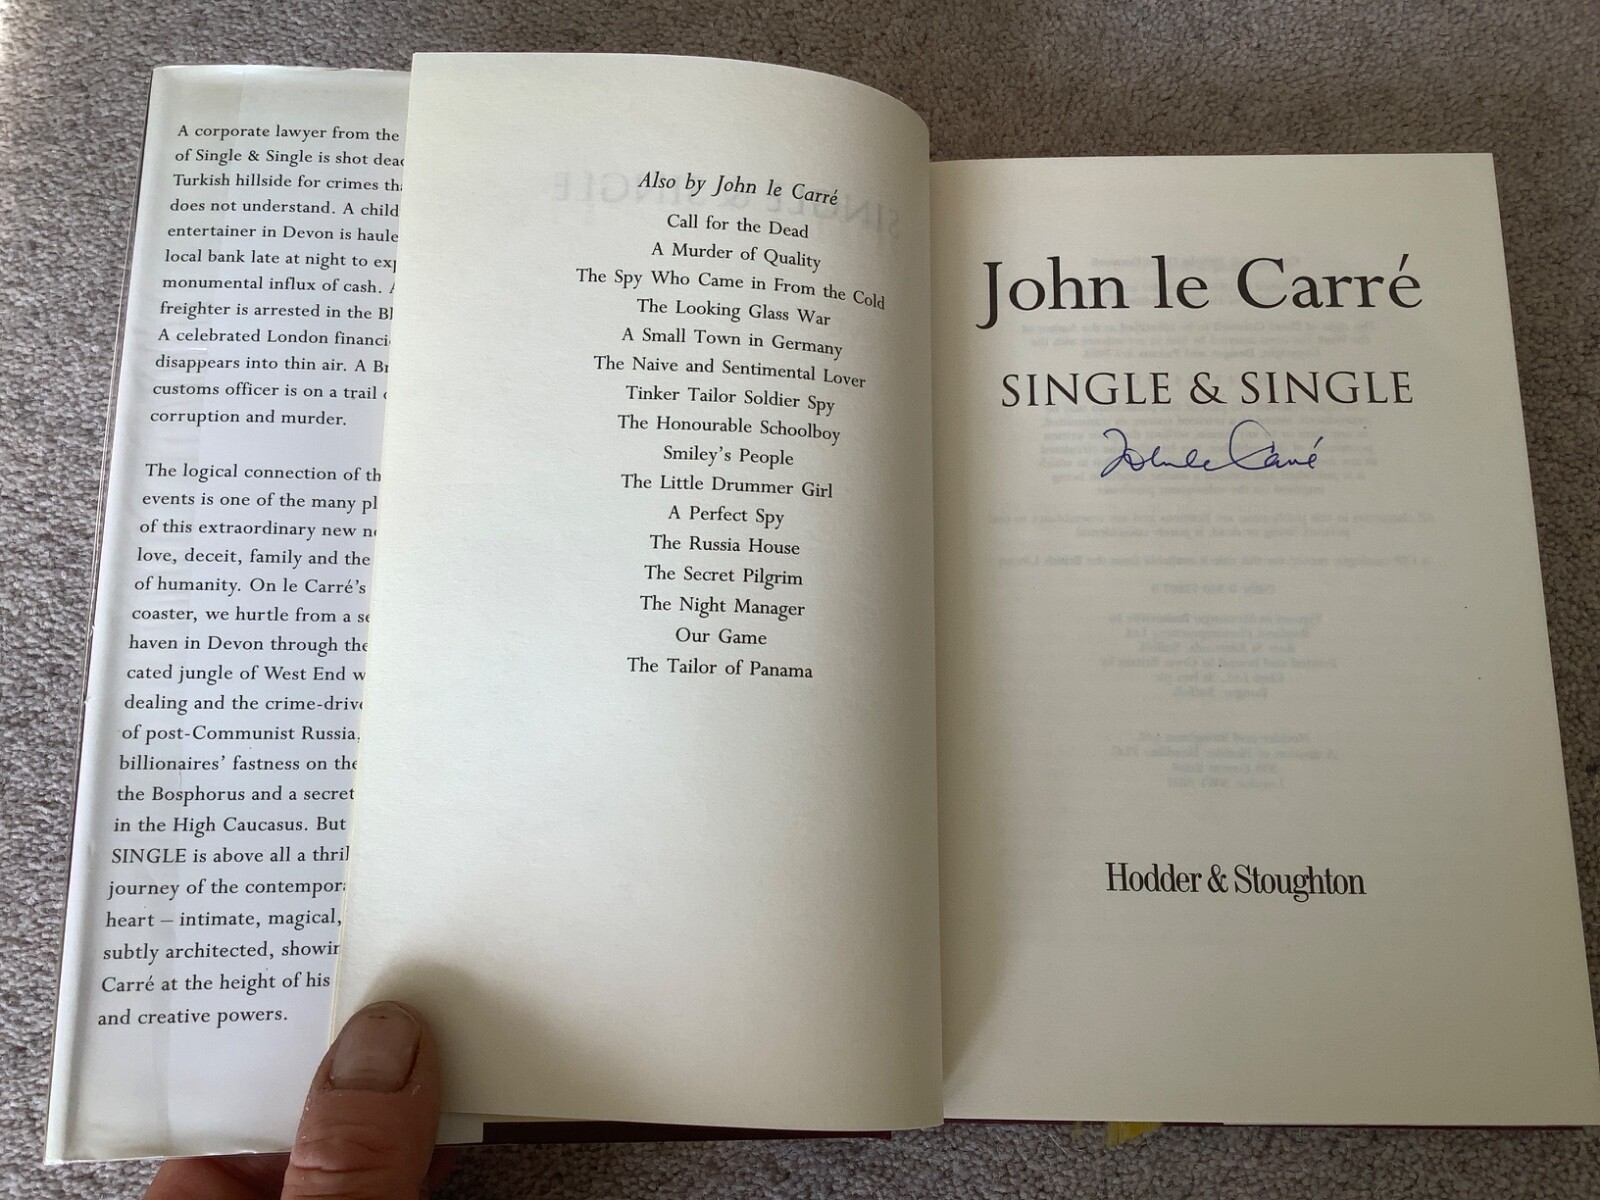 A corporate lawyer from the
of Single & Single is shot dead
Turkish hillside for crimes
does not understand. A child
entertainer in Devon is
local bank late at night to
monumental influx of cash.
freighter is arrested in the
A celebrated London
disappears into thin air. A
customs officer is on a trail
corruption and murder.
The logical connection of
events is one of the many
of this extraordinary new
love, deceit, family and the
of humanity. On le Carré's
coaster, we hurtle from a
haven in Devon through the
cated jungle of West End
dealing and the
of post-Communist Russia,
billionaires' fastness on the
the Bosphorus and a secret
in the High Caucasus. But
SINGLE is above all a
journey of the
heart – intimate, magical,
subtly architected,
Carré at the height of his
and creative powers.
Also by John le Carré
Call for the Dead
A Murder of Quality
The Spy Who Came in From the Cold
The Looking Glass War
A Small Town in Germany
The Naive and Sentimental Lover
Tinker Tailor Soldier Spy
The Honourable Schoolboy
Smiley's People
The Little Drummer Girl
A Perfect Spy
The Russia House
The Secret Pilgrim
The Night Manager
Our Game
The Tailor of Panama
John le Carré
SINGLE & SINGLE
John le Carré
Hodder & Stoughton